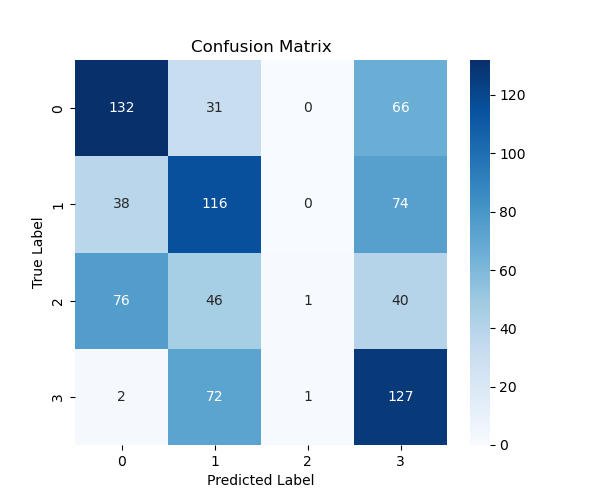 Confusion Matrix
0 132 31 0 66
1 38 116 0 74
2 76 46 1 40
3 2 72 1 127
0 1 2 3
Predicted Label
True Label
120
100
80
60
40
20
0